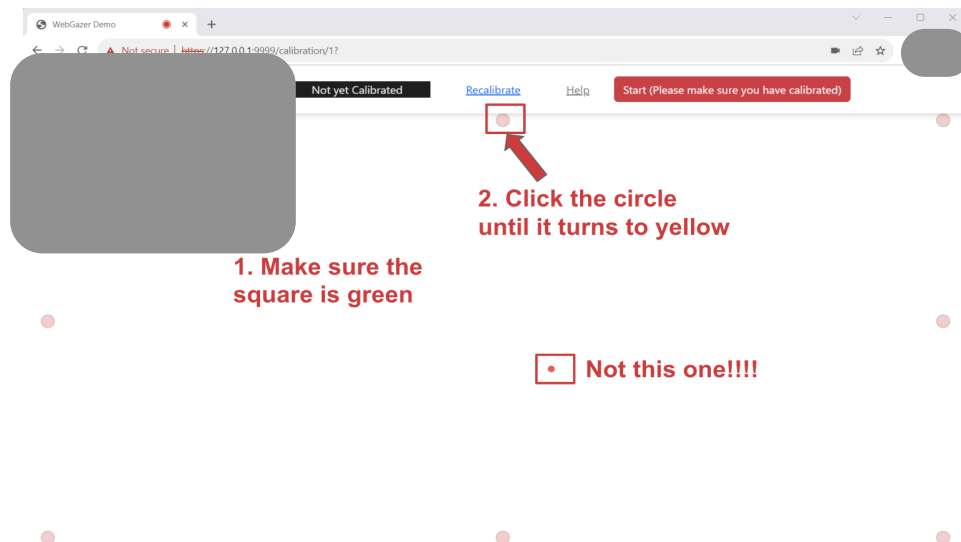 WebGazer Demo
Not secure | https://127.0.0.1:9999/calibration/1?
Not yet Calibrated
Recalibrate
Help
Start (Please make sure you have calibrated)
2. Click the circle
until it turns to yellow
1. Make sure the
square is green
Not this one!!!!